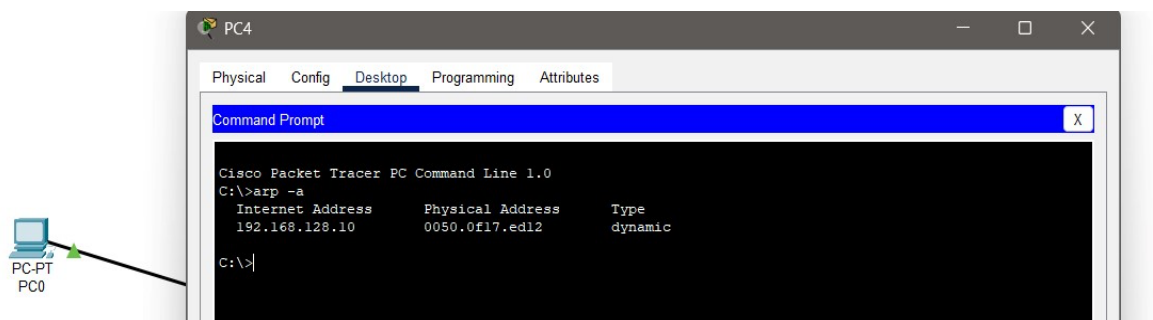 PC4
Physical Config Desktop Programming Attributes
Command Prompt
X
Cisco Packet Tracer PC Command Line 1.0
C:\>arp -a
Internet Address Physical Address Type
192.168.128.10 0050.0f17.ed12 dynamic
C:\>
PC-PT
PC0